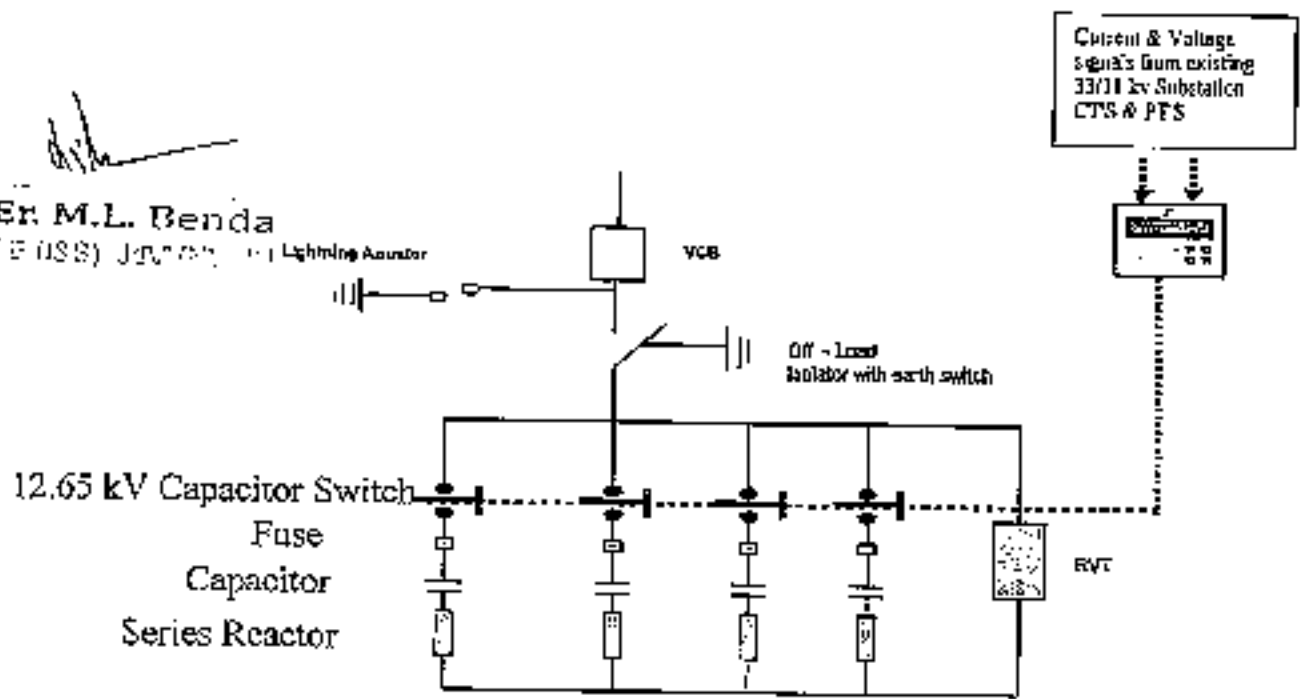 Current & Voltage
signals from existing
33/11 kv Substation
CTS & PTS
Er. M.L. Benda
Lightning Arrestor
VCB
Off - Load
Isolator with earth switch
12.65 kV Capacitor Switch
Fuse
Capacitor
Series Reactor
RVT